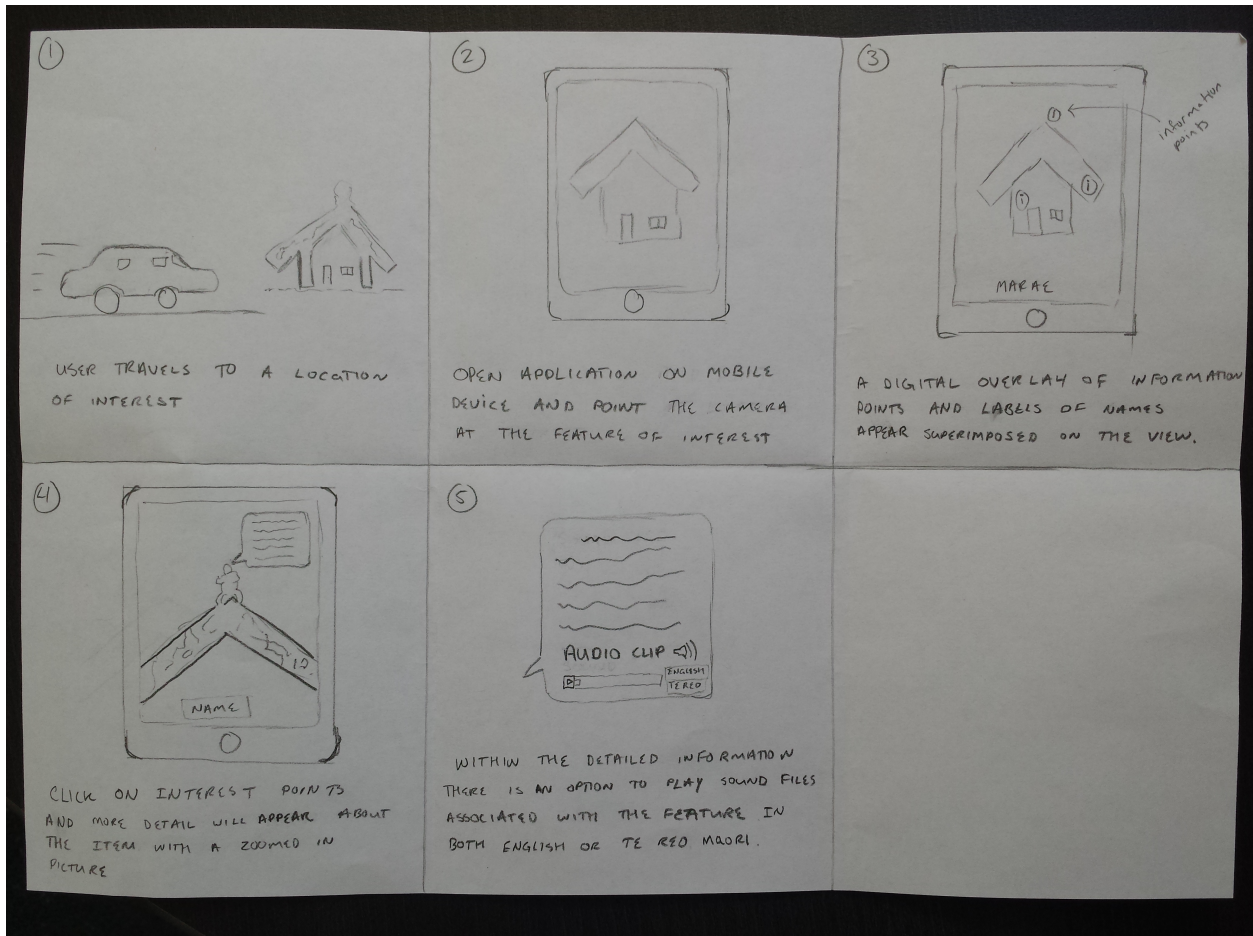 1
USER TRAVELS TO A LOCATION
OF INTEREST
2
OPEN APPLICATION ON MOBILE
DEVICE AND POINT THE CAMERA
AT THE FEATURE OF INTEREST
3
information
points
i
i
i
MARAE
A DIGITAL OVERLAY OF INFORMATION
POINTS AND LABELS OF NAMES
APPEAR SUPERIMPOSED ON THE VIEW.
4
NAME
CLICK ON INTEREST POINTS
AND MORE DETAIL WILL APPEAR ABOUT
THE ITEM WITH A ZOOMED IN
PICTURE
5
AUDIO CLIP
ENGLISH
TE REO
WITHIN THE DETAILED INFORMATION
THERE IS AN OPTION TO PLAY SOUND FILES
ASSOCIATED WITH THE FEATURE IN
BOTH ENGLISH OR TE REO MAORI.